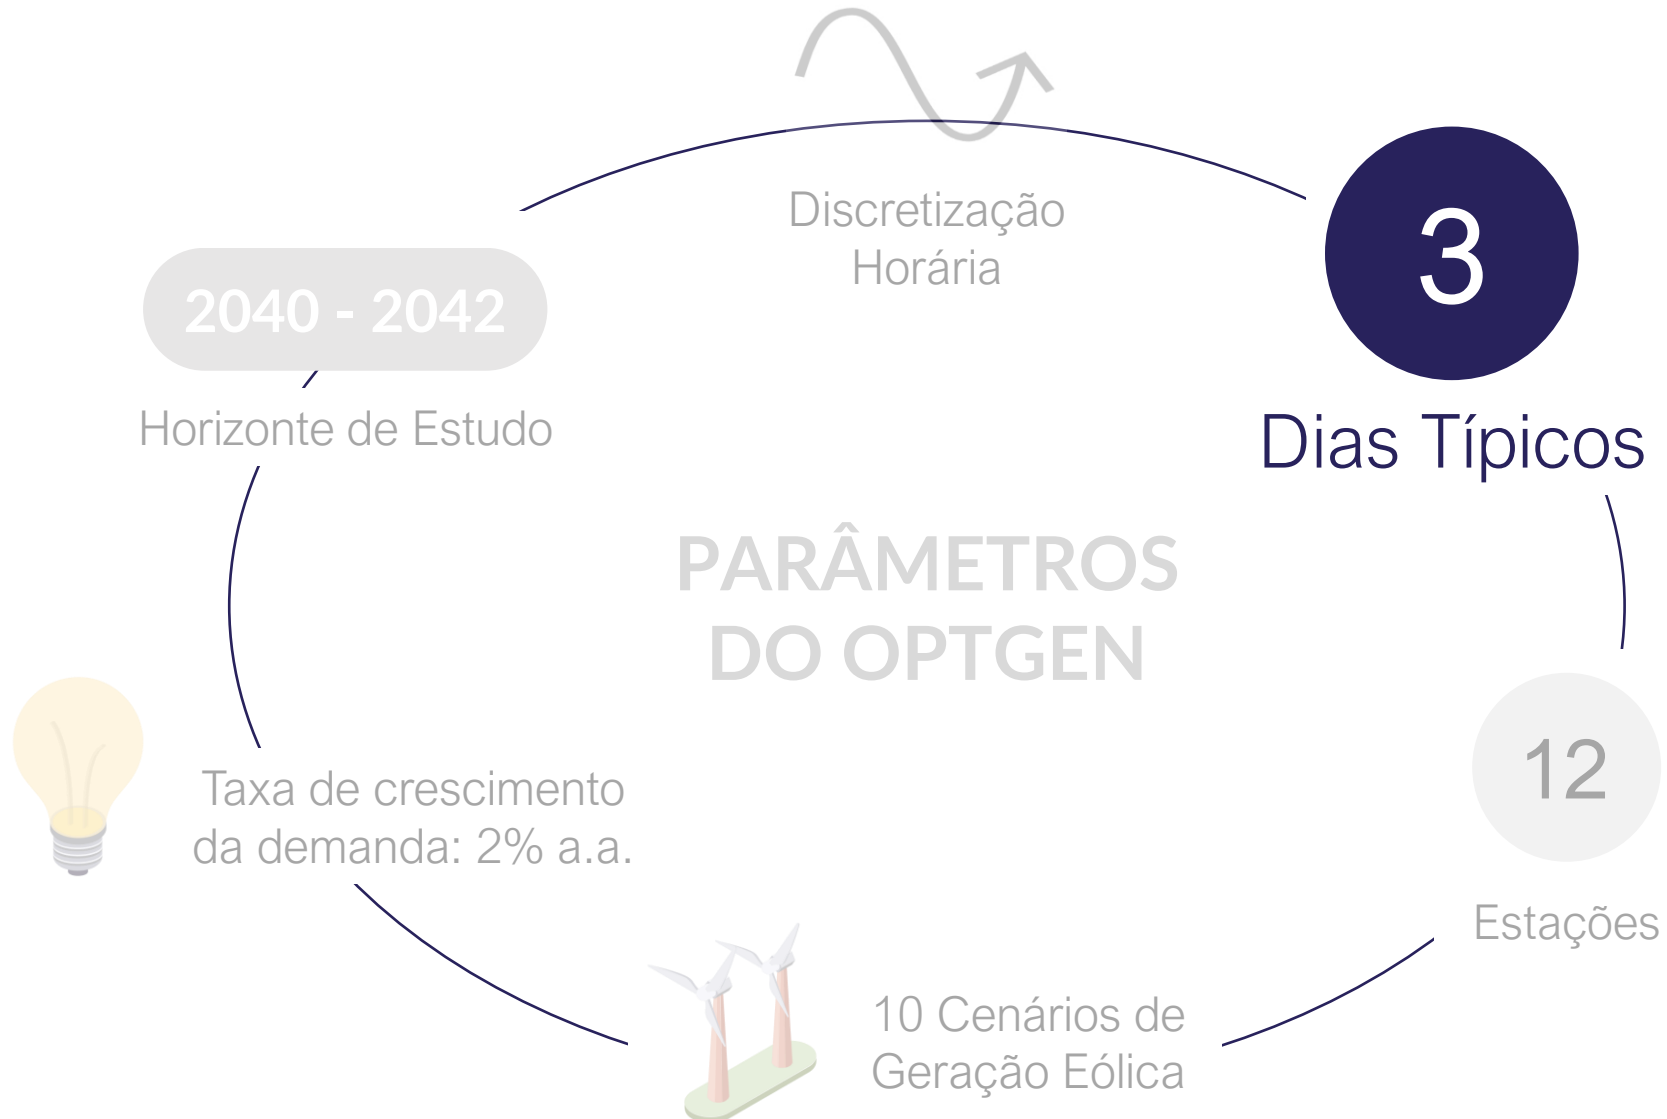 Discretização
Horária
3
Dias Típicos
2040 - 2042
Horizonte de Estudo
PARÂMETROS
DO OPTGEN
12
Estações
Taxa de crescimento
da demanda: 2% a.a.
10 Cenários de
Geração Eólica